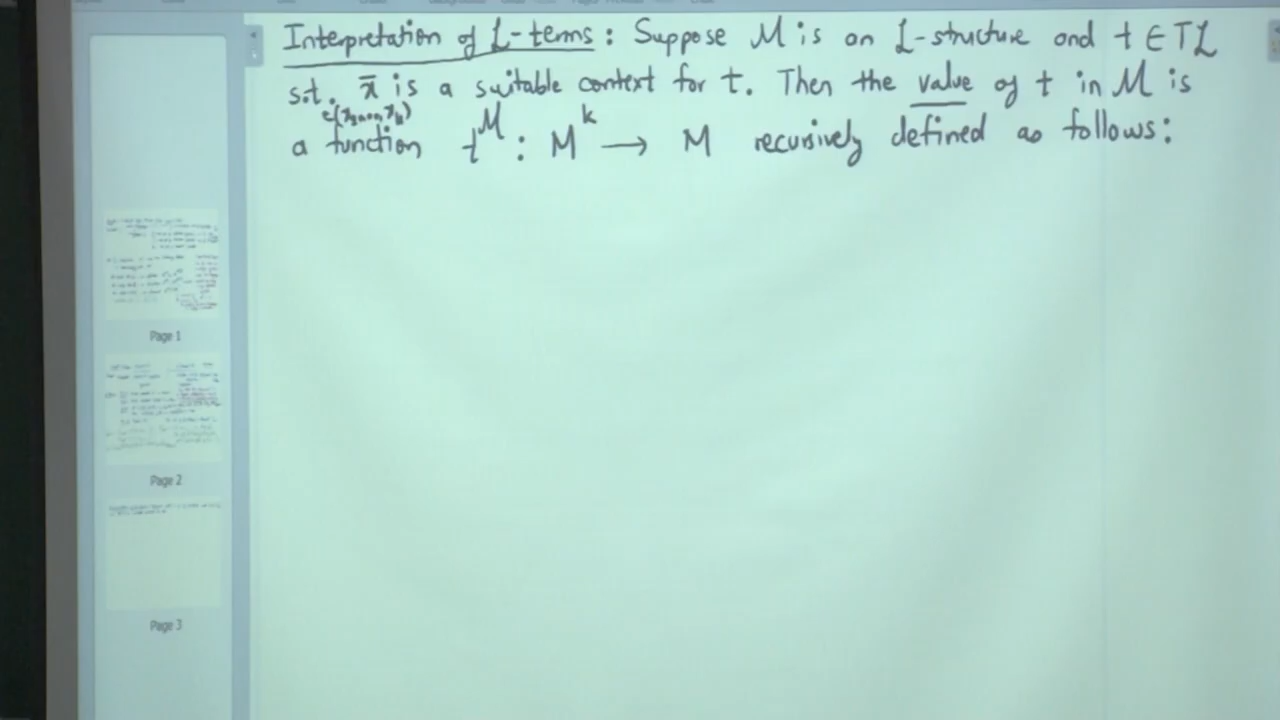 Interpretation of L-terms : Suppose M is an L-structure and t ∈ TL
s.t. x̄ is a suitable context for t. Then the value of t in M is
a function t^M : M^k → M recursively defined as follows:
Page 1
Page 2
Page 3